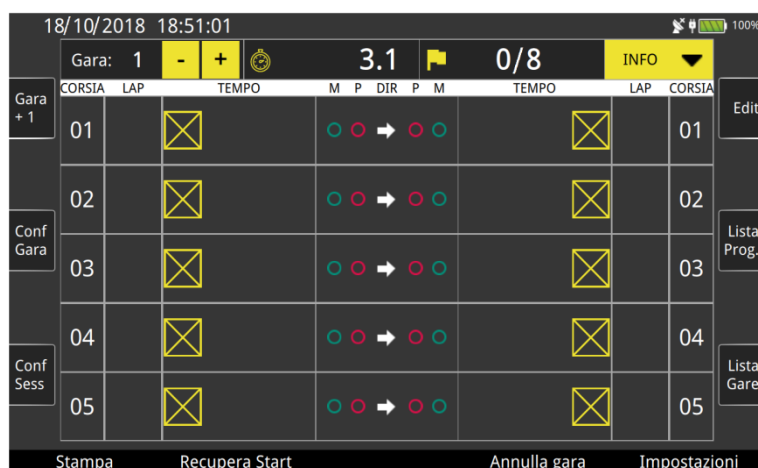 18/10/2018 18:51:01 100%
Gara: 1 - + 3.1 0/8 INFO
CORSIA LAP TEMPO M P DIR P M TEMPO LAP CORSIA
Gara
+ 1
Edit
01 01
02 02
Conf
Gara
Lista
Prog.
03 03
04 04
Conf
Sess
Lista
Gare
05 05
Stampa Recupera Start Annulla gara Impostazioni